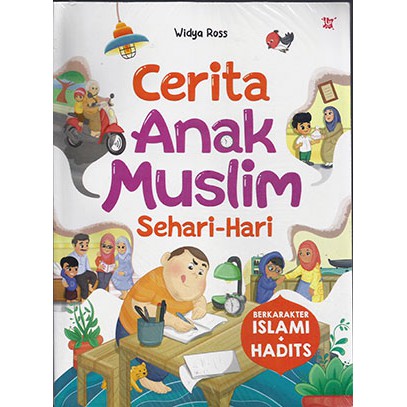 Widya Ross
Cerita
Anak
Muslim
Sehari-Hari
BERKARAKTER
ISLAMI
+
HADITS